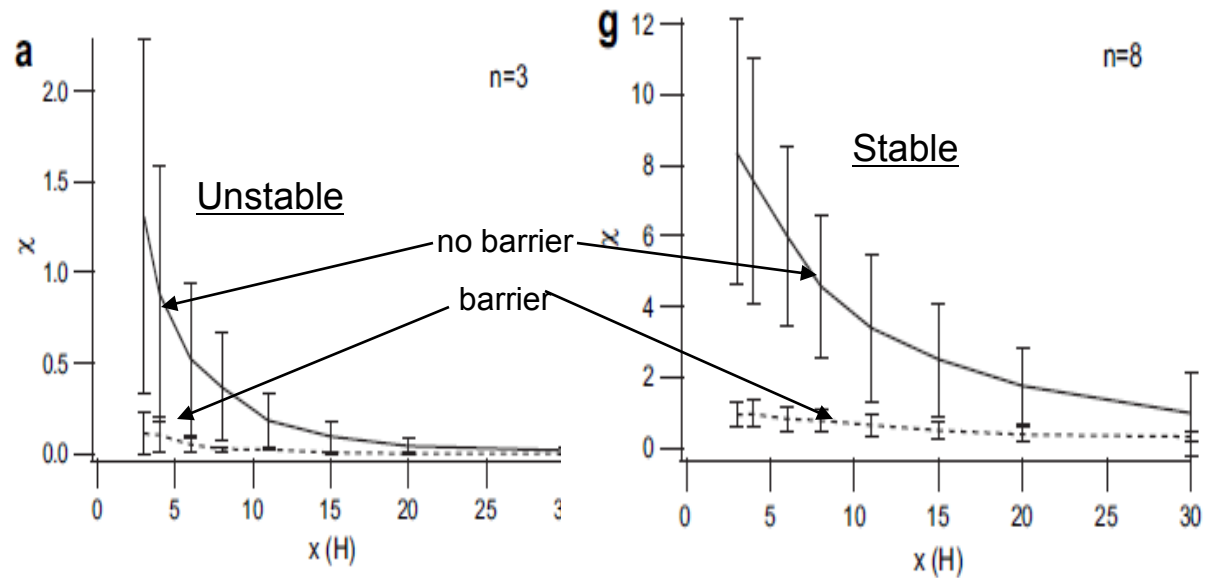 a
n=3
Unstable
2.0
1.5
1.0
0.5
0.0
χ
0 5 10 15 20 25 3
x (H)
no barrier
barrier
g
n=8
Stable
12
10
8
6
4
2
0
χ
0 5 10 15 20 25 30
x (H)